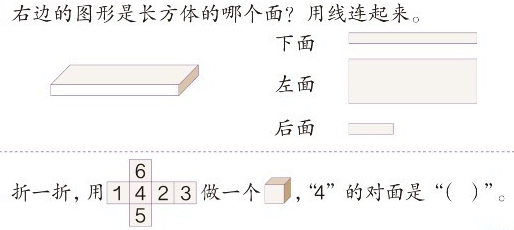 右边的图形是长方体的哪个面？用线连起来。
下面
左面
后面
6
折一折，用 1 4 2 3 做一个 ，“4”的对面是“（ ）”。
5